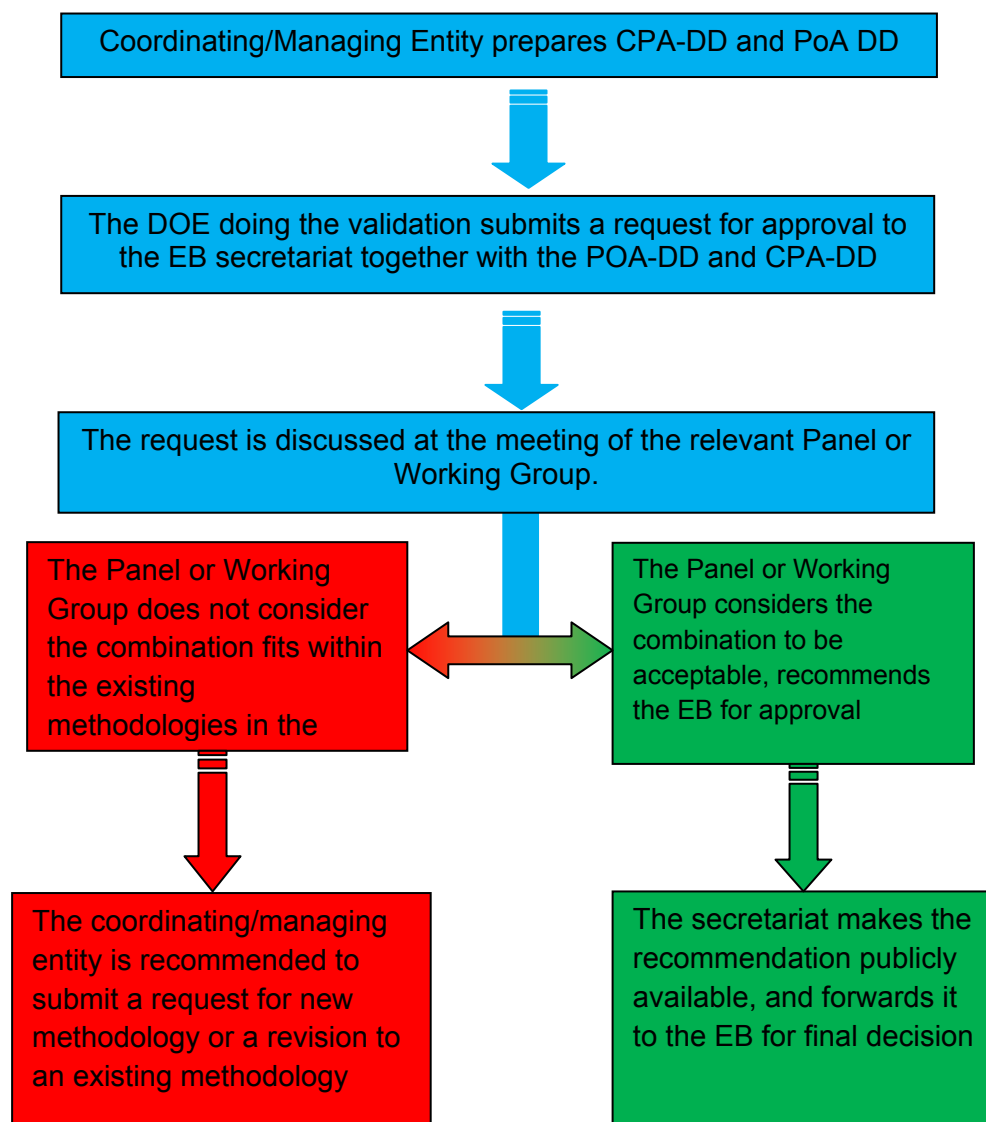 Coordinating/Managing Entity prepares CPA-DD and PoA DD
The DOE doing the validation submits a request for approval to
the EB secretariat together with the POA-DD and CPA-DD
The request is discussed at the meeting of the relevant Panel or
Working Group.
The Panel or Working
Group does not consider
the combination fits within
the existing
methodologies in the
The Panel or Working
Group considers the
combination to be
acceptable, recommends
the EB for approval
The coordinating/managing
entity is recommended to
submit a request for new
methodology or a revision to
an existing methodology
The secretariat makes the
recommendation publicly
available, and forwards it
to the EB for final decision